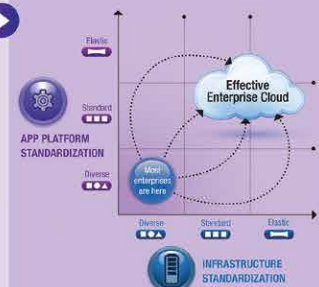 Elastic
Effective
Enterprise Cloud
Standard
APP PLATFORM
STANDARDIZATION
Most
enterprises
are here
Diverse
Diverse
Standard
Elastic
INFRASTRUCTURE
STANDARDIZATION